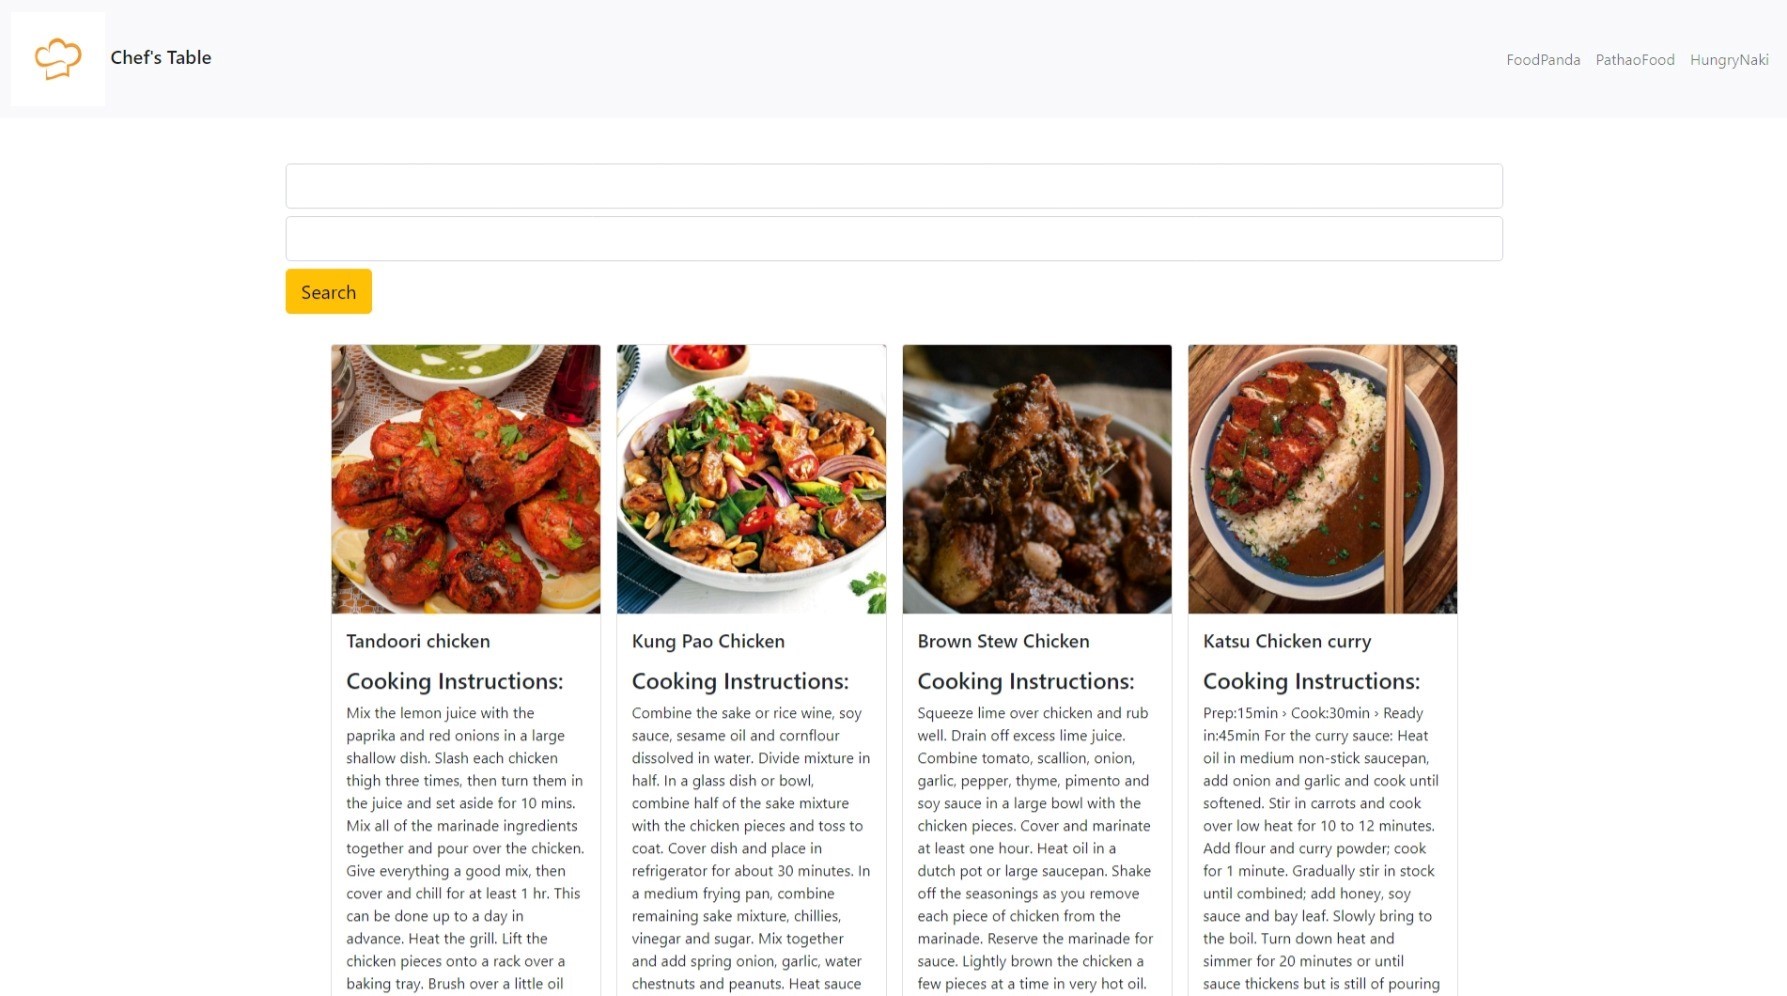 Chef's Table
FoodPanda PathaoFood HungryNaki
Search
Tandoori chicken
Cooking Instructions:
Mix the lemon juice with the
paprika and red onions in a large
shallow dish. Slash each chicken
thigh three times, then turn them in
the juice and set aside for 10 mins.
Mix all of the marinade ingredients
together and pour over the chicken.
Give everything a good mix, then
cover and chill for at least 1 hr. This
can be done up to a day in
advance. Heat the grill. Lift the
chicken pieces onto a rack over a
baking tray. Brush over a little oil
Kung Pao Chicken
Cooking Instructions:
Combine the sake or rice wine, soy
sauce, sesame oil and cornflour
dissolved in water. Divide mixture in
half. In a glass dish or bowl,
combine half of the sake mixture
with the chicken pieces and toss to
coat. Cover dish and place in
refrigerator for about 30 minutes. In
a medium frying pan, combine
remaining sake mixture, chillies,
vinegar and sugar. Mix together
and add spring onion, garlic, water
chestnuts and peanuts. Heat sauce
Brown Stew Chicken
Cooking Instructions:
Squeeze lime over chicken and rub
well. Drain off excess lime juice.
Combine tomato, scallion, onion,
garlic, pepper, thyme, pimento and
soy sauce in a large bowl with the
chicken pieces. Cover and marinate
at least one hour. Heat oil in a
dutch pot or large saucepan. Shake
off the seasonings as you remove
each piece of chicken from the
marinade. Reserve the marinade for
sauce. Lightly brown the chicken a
few pieces at a time in very hot oil.
Katsu Chicken curry
Cooking Instructions:
Prep:15min › Cook:30min › Ready
in:45min For the curry sauce: Heat
oil in medium non-stick saucepan,
add onion and garlic and cook until
softened. Stir in carrots and cook
over low heat for 10 to 12 minutes.
Add flour and curry powder; cook
for 1 minute. Gradually stir in stock
until combined; add honey, soy
sauce and bay leaf. Slowly bring to
the boil. Turn down heat and
simmer for 20 minutes or until
sauce thickens but is still of pouring